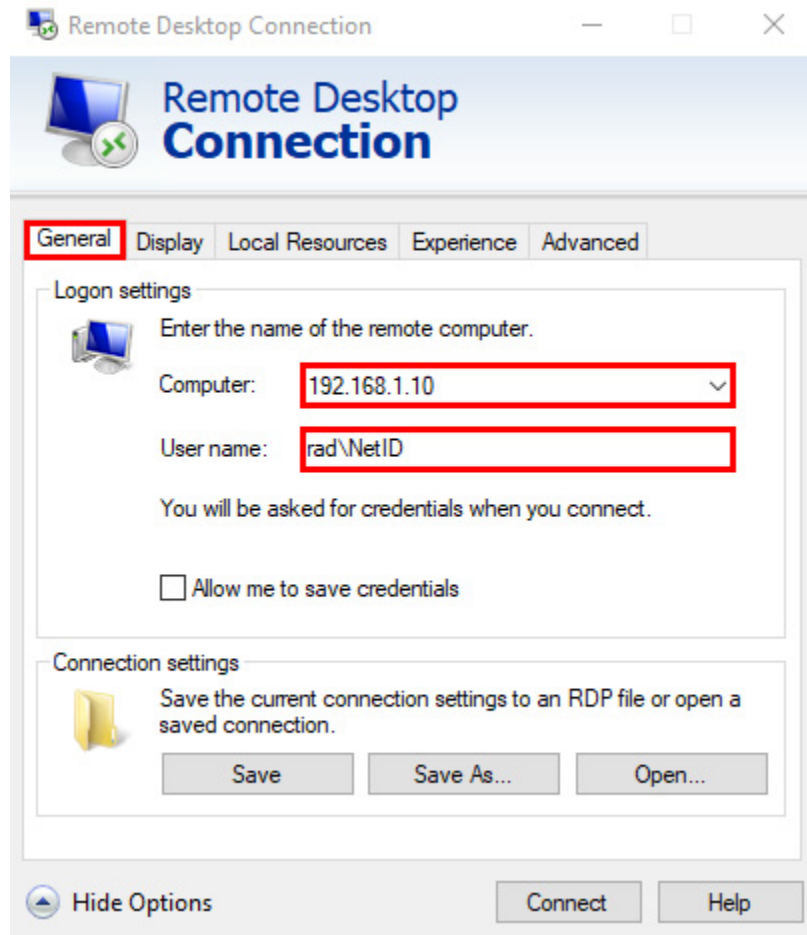 Remote Desktop Connection
Remote Desktop
Connection
General Display Local Resources Experience Advanced
Logon settings
Enter the name of the remote computer.
Computer: 192.168.1.10
User name: rad\NetID
You will be asked for credentials when you connect.
Allow me to save credentials
Connection settings
Save the current connection settings to an RDP file or open a
saved connection.
Save Save As... Open...
Hide Options Connect Help